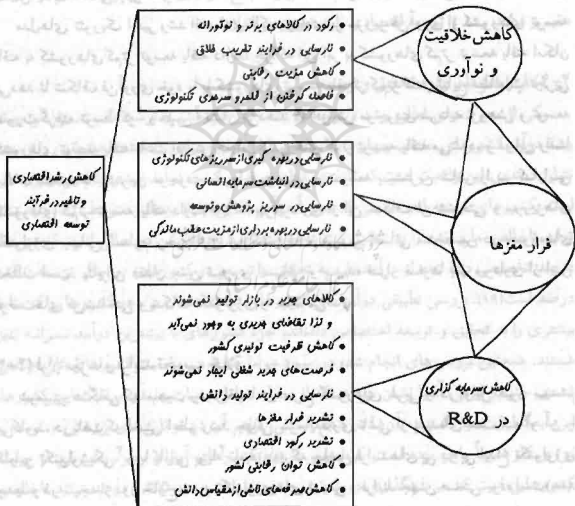 کاهش خلاقیت
و نوآوری
فرار مغزها
کاهش سرمایه گزاری
در R&D
• رکود در کالاهای برتر و نوآورانه
• نارسایی در فرایند تخریب خلاق
• کاهش مزیت رقابتی
• فاصله گرفتن از قلمرو سرحدی تکنولوژی
• نارسایی در بهره گیری از سرریزهای تکنولوژی
• نارسایی در انباشت سرمایه انسانی
• نارسایی در سرریز پژوهش و توسعه
• نارسایی در بهره برداری از مزیت عقب ماندگی
• کالاهای جدید در بازار تولید نمی‌شوند
و لذا تقاضای جدیدی به وجود نمی‌آید
• کاهش ظرفیت تولیدی کشور
• فرصت‌های جدید شغلی ایجاد نمی‌شوند
• نارسایی در فرایند تولید دانش
• تشدید فرار مغزها
• تشدید رکود اقتصادی
• کاهش توان رقابتی کشور
• کاهش صرفه‌های ناشی از مقیاس دانش
کاهش رشد اقتصادی
و تاخیر در فرآیند
توسعه اقتصادی